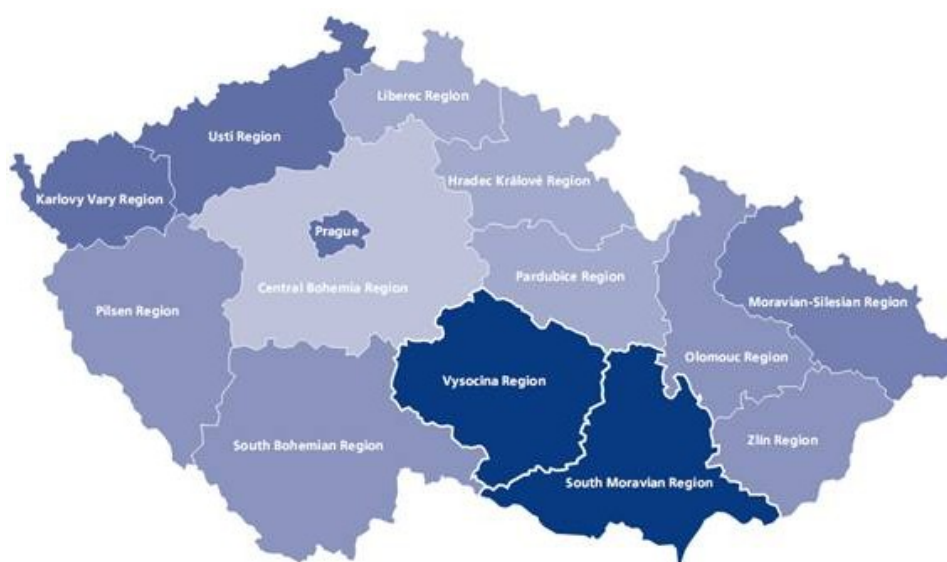 Liberec Region
Usti Region
Hradec Králové Region
Karlovy Vary Region
Prague
Pardubice Region
Central Bohemia Region
Moravian-Silesian Region
Pilsen Region
Olomouc Region
Vysocina Region
Zlín Region
South Bohemian Region
South Moravian Region